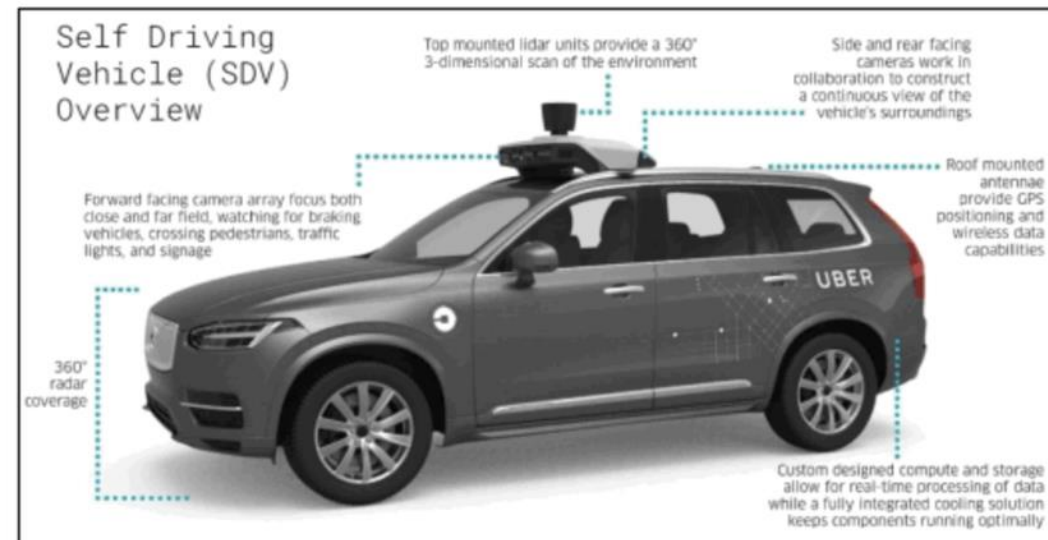 Self Driving
Vehicle (SDV)
Overview
Top mounted lidar units provide a 360°
3-dimensional scan of the environment
Side and rear facing
cameras work in
collaboration to construct
a continuous view of the
vehicle's surroundings
Forward facing camera array focus both
close and far field, watching for braking
vehicles, crossing pedestrians, traffic
lights, and signage
Roof mounted
antennae
provide GPS
positioning and
wireless data
capabilities
UBER
360°
radar
coverage
Custom designed compute and storage
allow for real-time processing of data
while a fully integrated cooling solution
keeps components running optimally